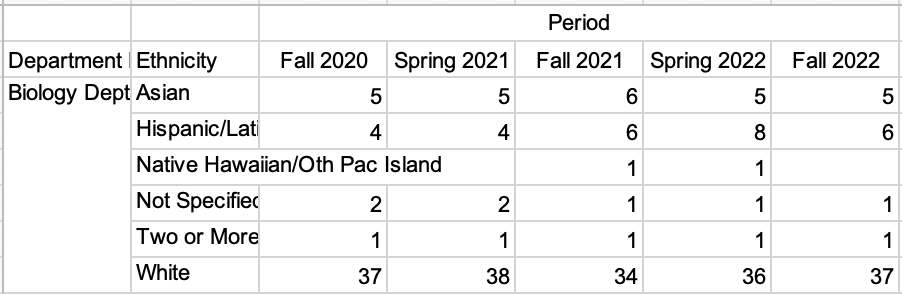 Period
Department Ethnicity Fall 2020 Spring 2021 Fall 2021 Spring 2022 Fall 2022
Biology Dept Asian 5 5 6 5 5
Hispanic/Lati 4 4 6 8 6
Native Hawaiian/Oth Pac Island 1 1
Not Specified 2 2 1 1 1
Two or More 1 1 1 1 1
White 37 38 34 36 37